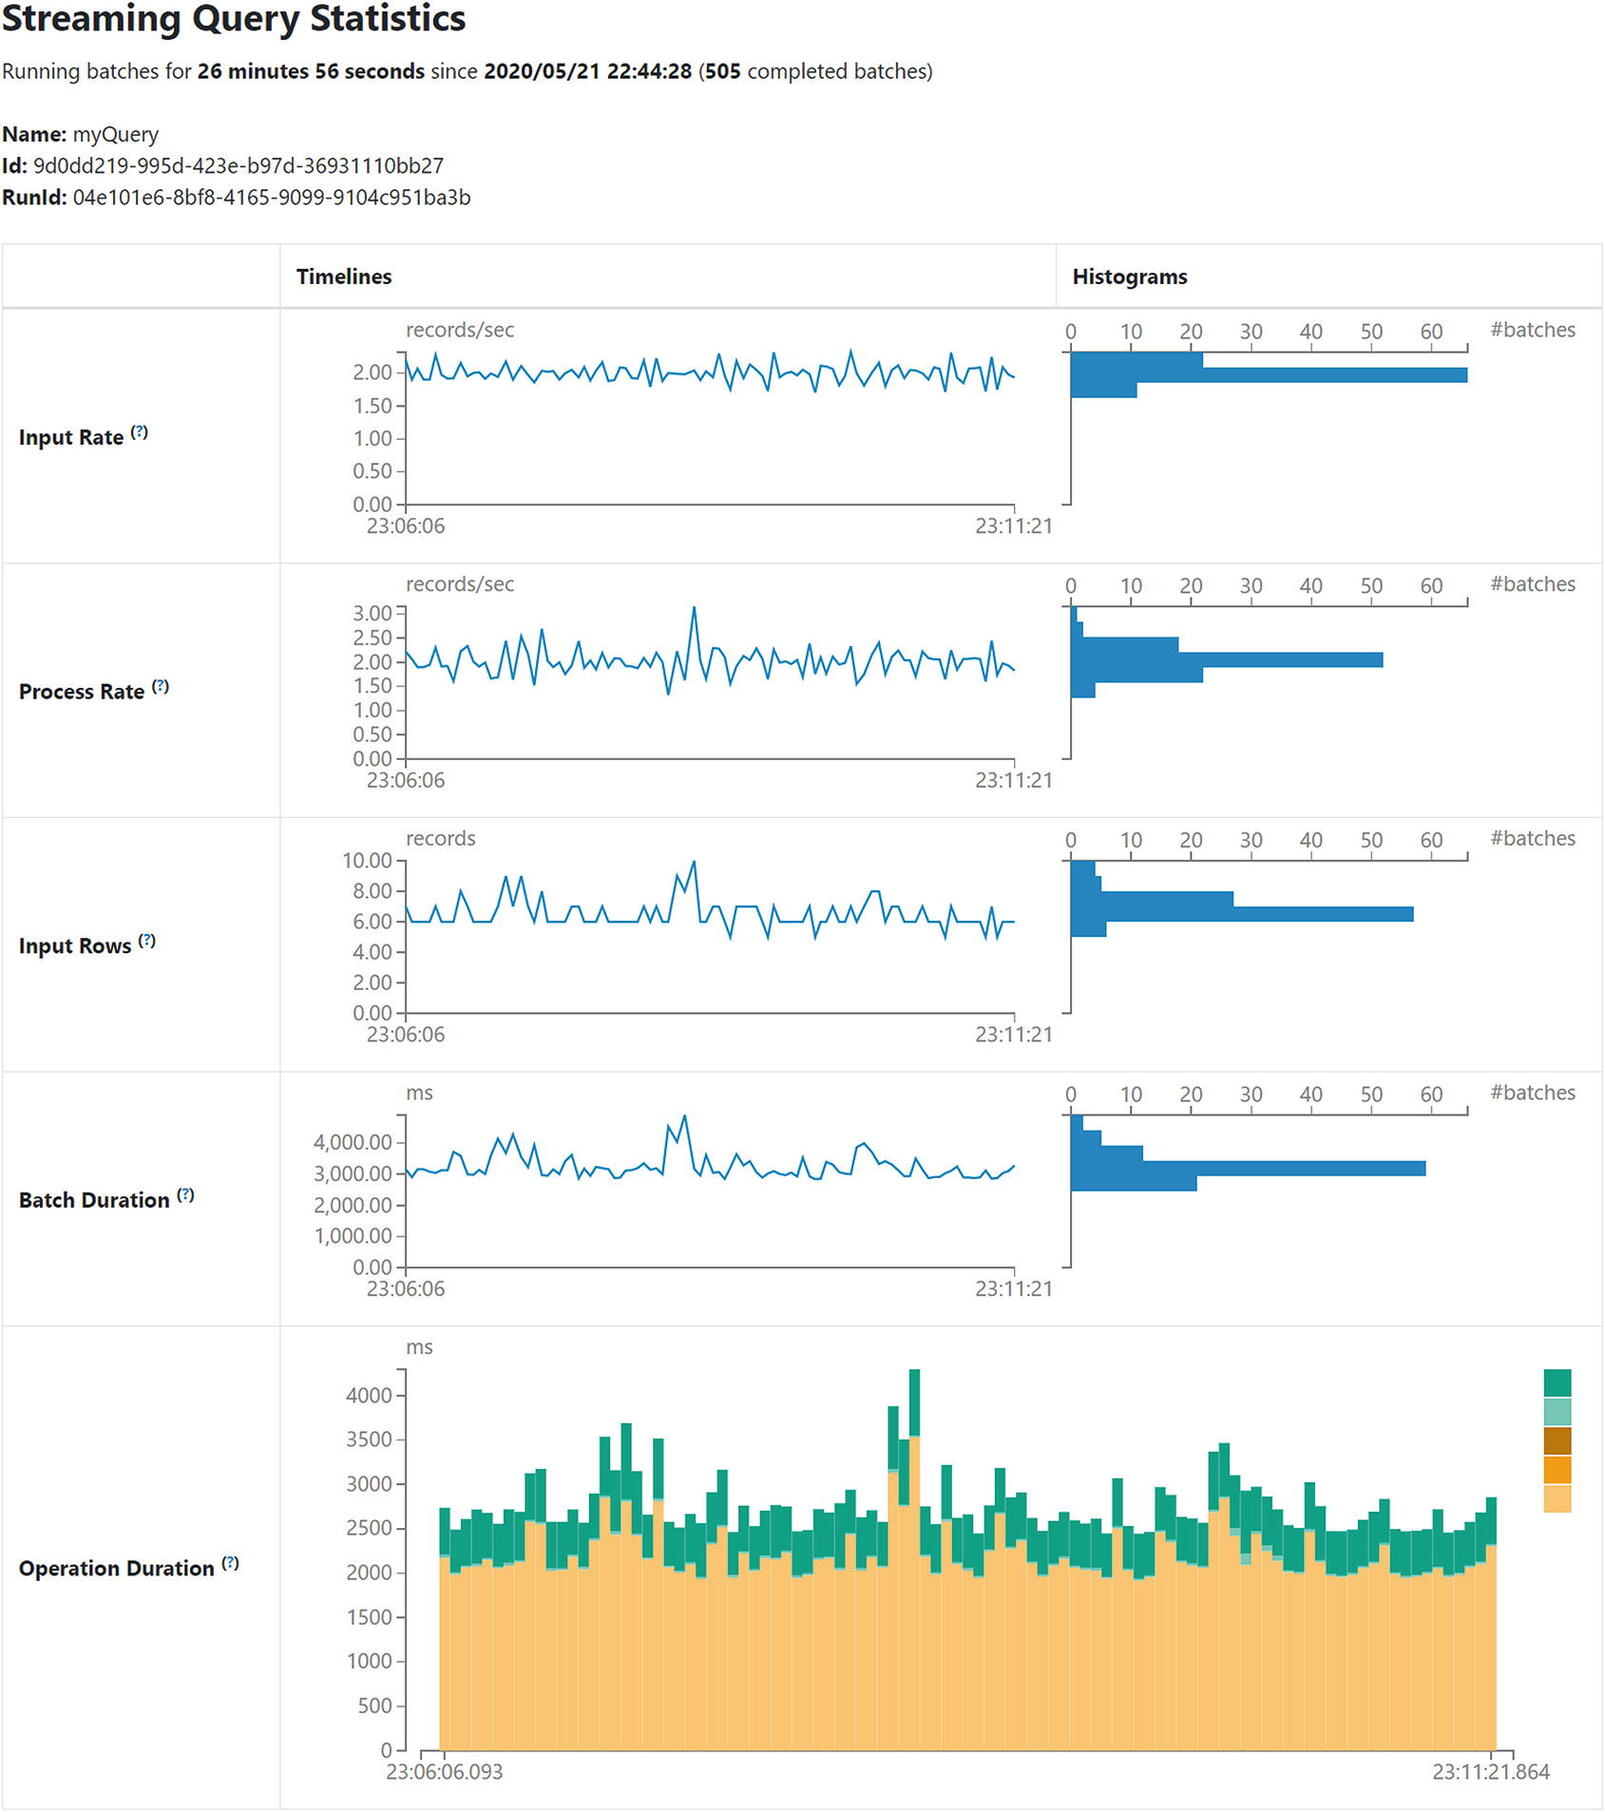 Streaming Query Statistics
Running batches for 26 minutes 56 seconds since 2020/05/21 22:44:28 (505 completed batches)
Name: myQuery
Id: 9d0dd219-995d-423e-b97d-36931110bb27
RunId: 04e101e6-8bf8-4165-9099-9104c951ba3b
Timelines Histograms
Input Rate (?)
records/sec
2.00
1.50
1.00
0.50
0.00
23:06:06 23:11:21
0 10 20 30 40 50 60 #batches
Process Rate (?)
records/sec
3.00
2.50
2.00
1.50
1.00
0.50
0.00
23:06:06 23:11:21
0 10 20 30 40 50 60 #batches
Input Rows (?)
records
10.00
8.00
6.00
4.00
2.00
0.00
23:06:06 23:11:21
0 10 20 30 40 50 60 #batches
Batch Duration (?)
ms
4,000.00
3,000.00
2,000.00
1,000.00
0.00
23:06:06 23:11:21
0 10 20 30 40 50 60 #batches
Operation Duration (?)
ms
4000
3500
3000
2500
2000
1500
1000
500
0
23:06:06.093 23:11:21.864